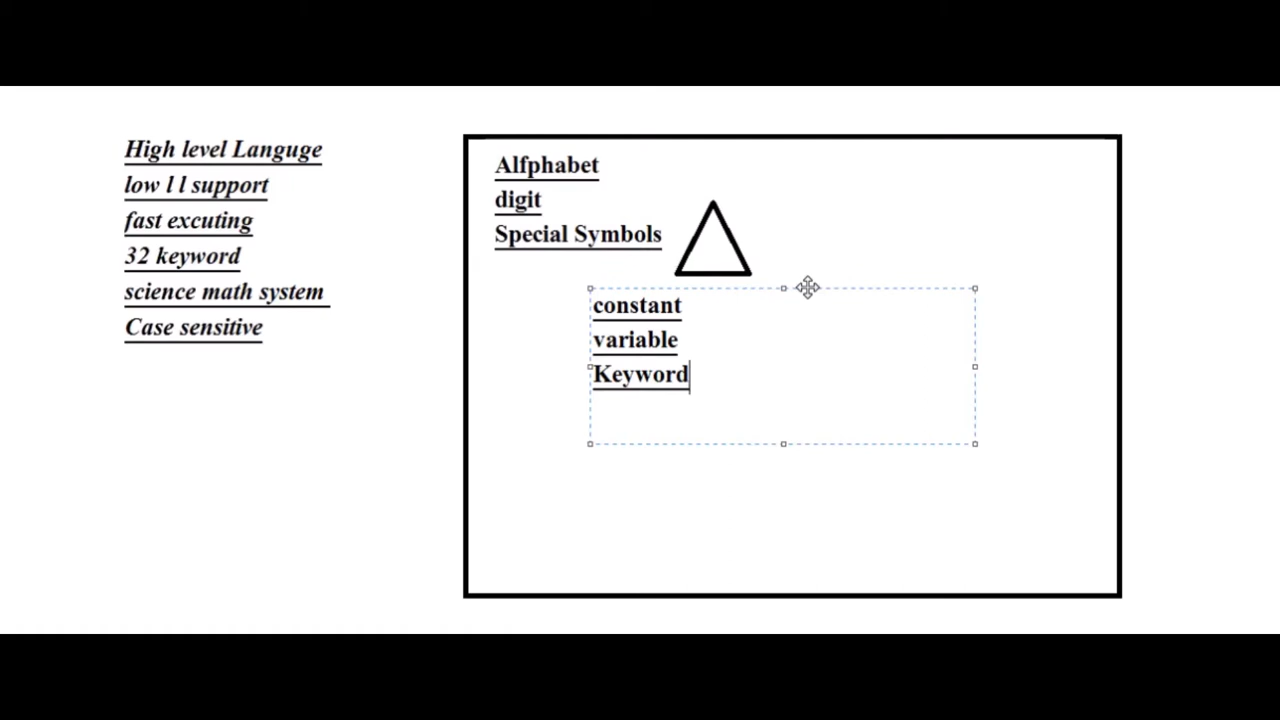 High level Languge
low l l support
fast excuting
32 keyword
science math system
Case sensitive
Alfphabet
digit
Special Symbols
constant
variable
Keyword